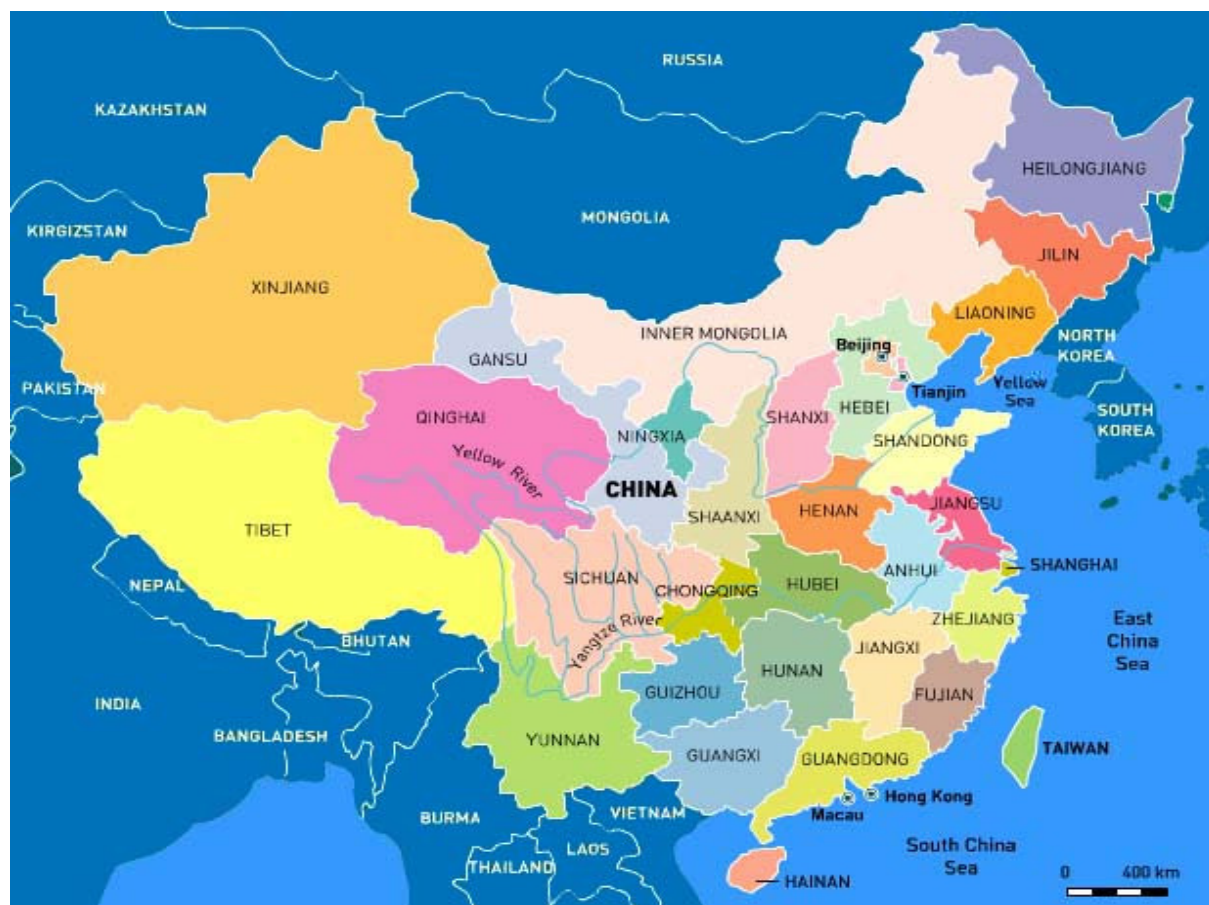 RUSSIA
KAZAKHSTAN
HEILONGJIANG
MONGOLIA
KIRGIZSTAN
JILIN
XINJIANG
LIAONING
INNER MONGOLIA
NORTH
KOREA
Beijing
GANSU
Tianjin
Yellow
Sea
PAKISTAN
QINGHAI
SHANXI
HEBEI
SOUTH
KOREA
NINGXIA
SHANDONG
Yellow River
CHINA
JIANGSU
SHAANXI
HENAN
TIBET
SHANGHAI
ANHUI
SICHUAN
CHONGQING
HUBEI
NEPAL
ZHEJIANG
East
China
Sea
Yangtze River
BHUTAN
JIANGXI
HUNAN
GUIZHOU
FUJIAN
INDIA
BANGLADESH
YUNNAN
GUANGXI
GUANGDONG
TAIWAN
Hong Kong
Macau
VIETNAM
BURMA
LAOS
THAILAND
South China
Sea
HAINAN
0 400 km